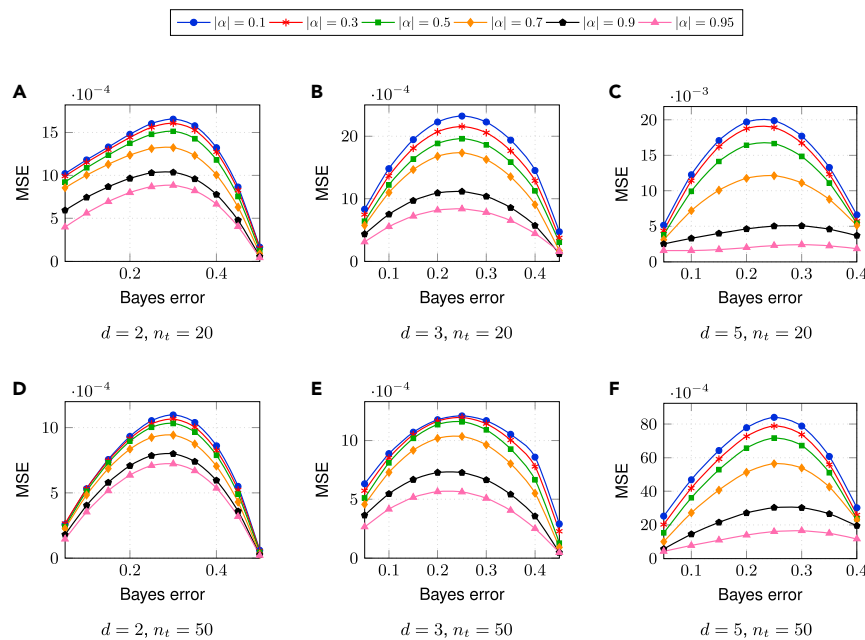 |α| = 0.1 |α| = 0.3 |α| = 0.5 |α| = 0.7 |α| = 0.9 |α| = 0.95
A
·10⁻⁴
15
10
5
0
MSE
0.2 0.4
Bayes error
d = 2, nₜ = 20
B
·10⁻⁴
20
10
0
MSE
0.1 0.2 0.3 0.4
Bayes error
d = 3, nₜ = 20
C
·10⁻³
20
15
10
5
0
MSE
0.1 0.2 0.3 0.4
Bayes error
d = 5, nₜ = 20
D
·10⁻⁴
10
5
0
MSE
0.2 0.4
Bayes error
d = 2, nₜ = 50
E
·10⁻⁴
10
5
0
MSE
0.1 0.2 0.3 0.4
Bayes error
d = 3, nₜ = 50
F
·10⁻⁴
80
60
40
20
0
MSE
0.1 0.2 0.3 0.4
Bayes error
d = 5, nₜ = 50